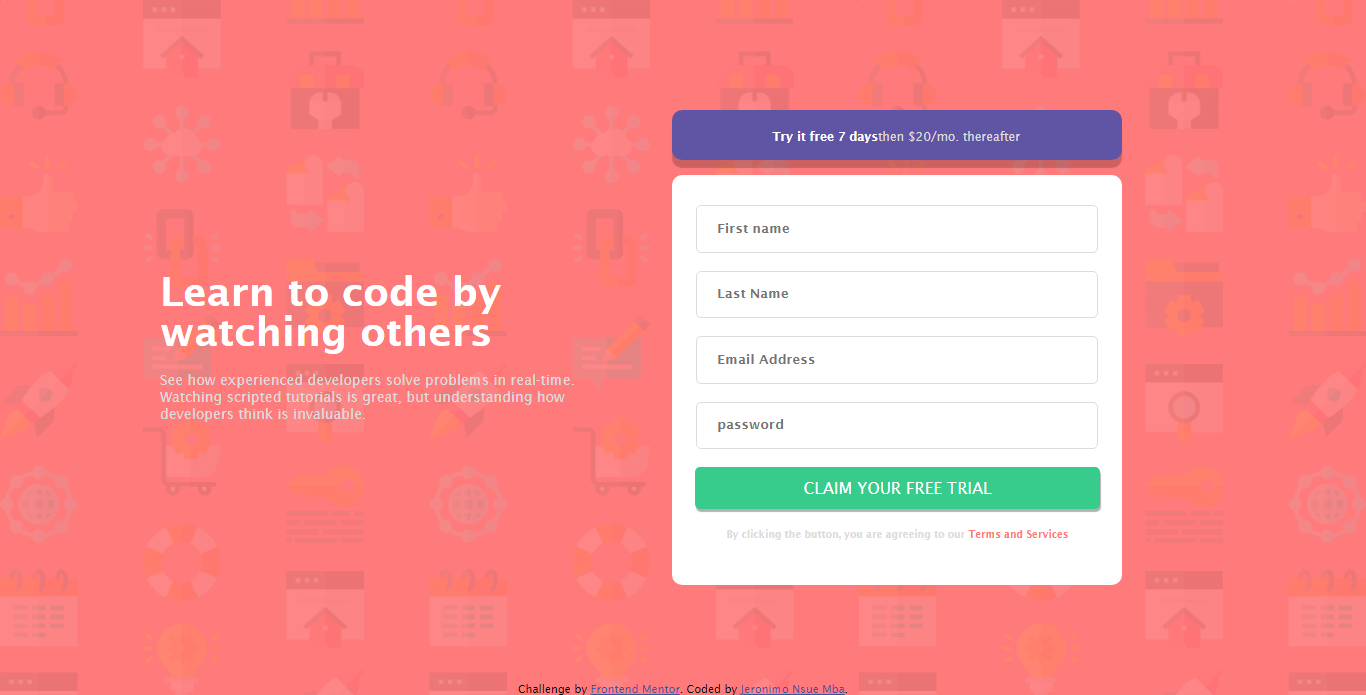 Try it free 7 daysthen $20/mo. thereafter
Learn to code by
watching others
See how experienced developers solve problems in real-time.
Watching scripted tutorials is great, but understanding how
developers think is invaluable.
First name
Last Name
Email Address
password
CLAIM YOUR FREE TRIAL
By clicking the button, you are agreeing to our Terms and Services
Challenge by Frontend Mentor. Coded by Jeronimo Nsue Mba.